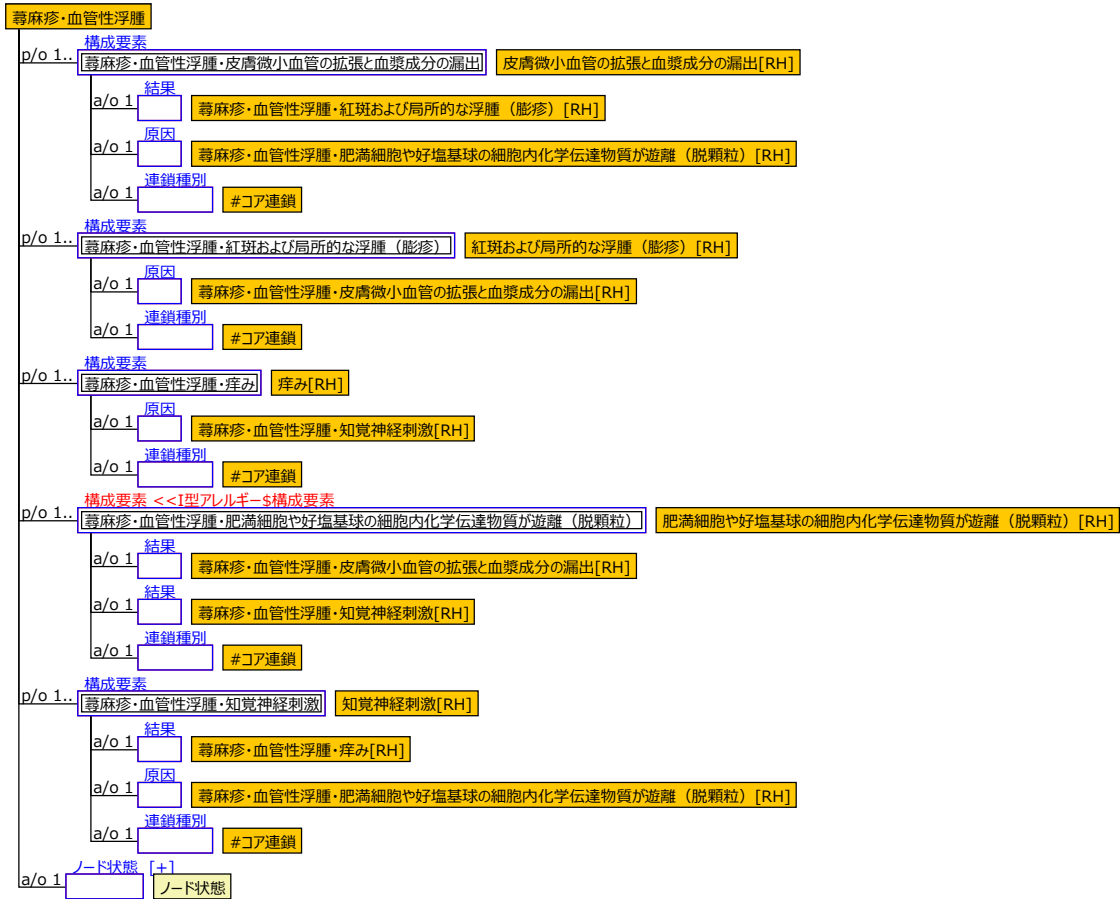 蕁麻疹・血管性浮腫
構成要素
p/o 1.. 蕁麻疹・血管性浮腫・皮膚微小血管の拡張と血漿成分の漏出 皮膚微小血管の拡張と血漿成分の漏出[RH]
結果
a/o 1 蕁麻疹・血管性浮腫・紅斑および局所的な浮腫（膨疹）[RH]
原因
a/o 1 蕁麻疹・血管性浮腫・肥満細胞や好塩基球の細胞内化学伝達物質が遊離（脱顆粒）[RH]
連鎖種別
a/o 1 #コア連鎖
構成要素
p/o 1.. 蕁麻疹・血管性浮腫・紅斑および局所的な浮腫（膨疹） 紅斑および局所的な浮腫（膨疹）[RH]
原因
a/o 1 蕁麻疹・血管性浮腫・皮膚微小血管の拡張と血漿成分の漏出[RH]
連鎖種別
a/o 1 #コア連鎖
構成要素
p/o 1.. 蕁麻疹・血管性浮腫・痒み 痒み[RH]
原因
a/o 1 蕁麻疹・血管性浮腫・知覚神経刺激[RH]
連鎖種別
a/o 1 #コア連鎖
構成要素 <<I型アレルギー$構成要素
p/o 1.. 蕁麻疹・血管性浮腫・肥満細胞や好塩基球の細胞内化学伝達物質が遊離（脱顆粒） 肥満細胞や好塩基球の細胞内化学伝達物質が遊離（脱顆粒）[RH]
結果
a/o 1 蕁麻疹・血管性浮腫・皮膚微小血管の拡張と血漿成分の漏出[RH]
結果
a/o 1 蕁麻疹・血管性浮腫・知覚神経刺激[RH]
連鎖種別
a/o 1 #コア連鎖
構成要素
p/o 1.. 蕁麻疹・血管性浮腫・知覚神経刺激 知覚神経刺激[RH]
結果
a/o 1 蕁麻疹・血管性浮腫・痒み[RH]
原因
a/o 1 蕁麻疹・血管性浮腫・肥満細胞や好塩基球の細胞内化学伝達物質が遊離（脱顆粒）[RH]
連鎖種別
a/o 1 #コア連鎖
ノード状態 [+]
a/o 1 ノード状態